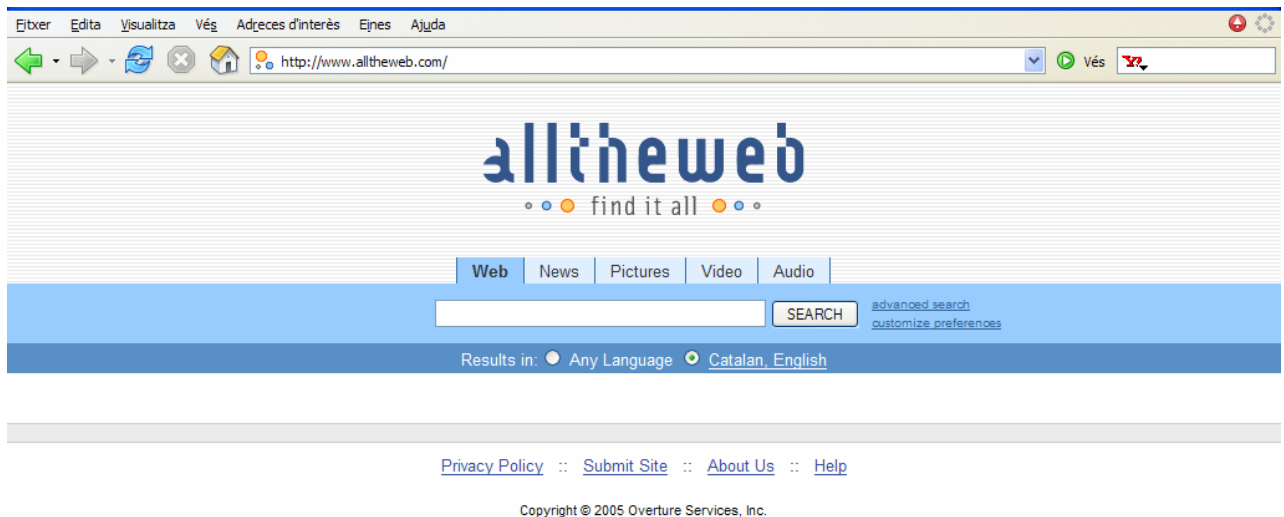 Fitxer Edita Visualitza Vés Adreces d'interès Eines Ajuda
http://www.alltheweb.com/ Vés Y!
alltheweb
find it all
Web News Pictures Video Audio
SEARCH advanced search
customize preferences
Results in: Any Language Catalan, English
Privacy Policy :: Submit Site :: About Us :: Help
Copyright © 2005 Overture Services, Inc.